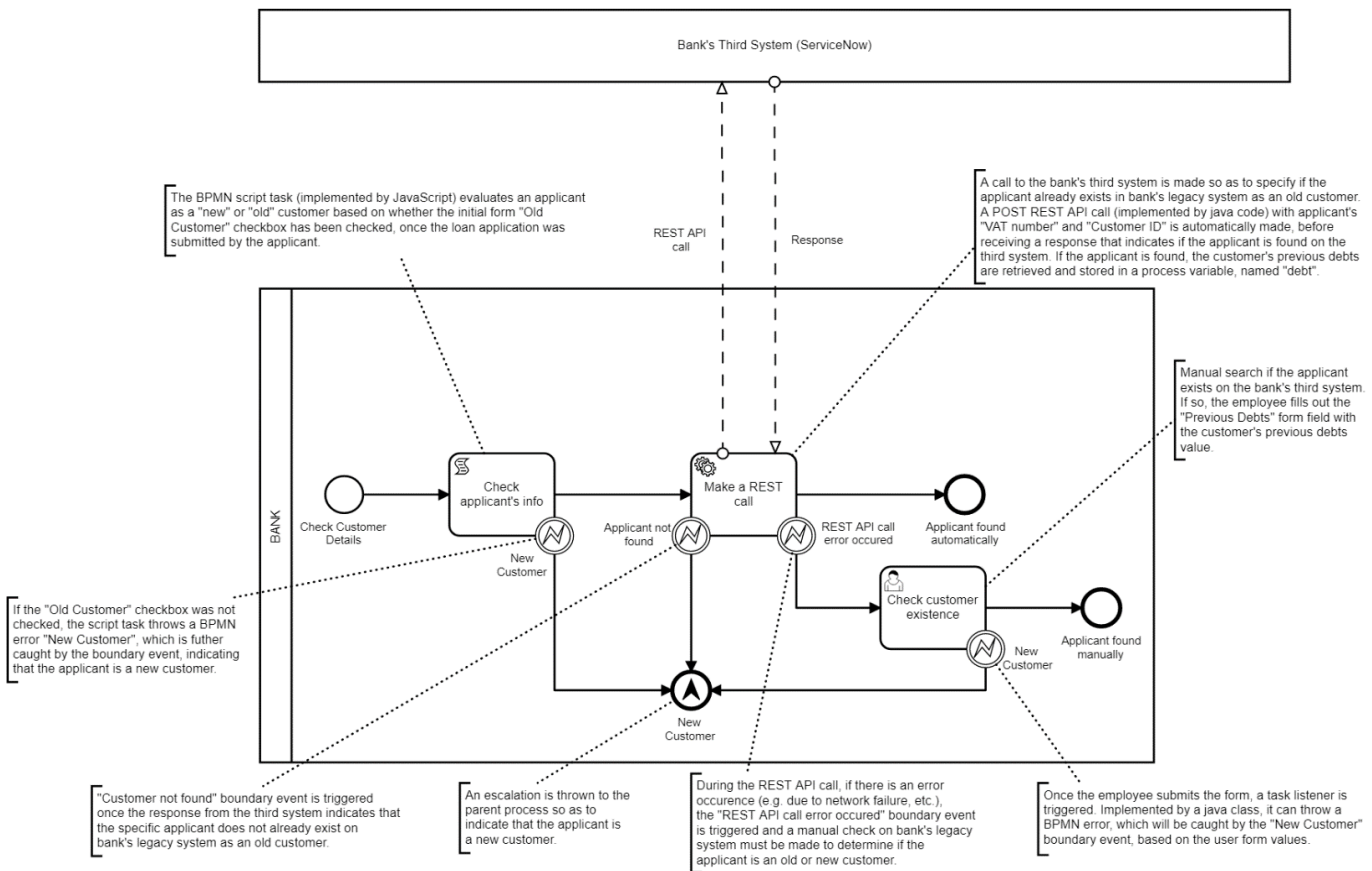 Bank's Third System (ServiceNow)
The BPMN script task (implemented by JavaScript) evaluates an applicant
as a "new" or "old" customer based on whether the initial form "Old
Customer" checkbox has been checked, once the loan application was
submitted by the applicant.
REST API
call
Response
A call to the bank's third system is made so as to specify if the
applicant already exists in bank's legacy system as an old customer.
A POST REST API call (implemented by java code) with applicant's
"VAT number" and "Customer ID" is automatically made, before
receiving a response that indicates if the applicant is found on the
third system. If the applicant is found, the customer's previous debts
are retrieved and stored in a process variable, named "debt".
Manual search if the applicant
exists on the bank's third system.
If so, the employee fills out the
"Previous Debts" form field with
the customer's previous debts
value.
BANK
Check Customer
Details
Check
applicant's info
New
Customer
Make a REST
call
Applicant not
found
REST API call
error occured
Applicant found
automatically
Check customer
existence
New
Customer
Applicant found
manually
New
Customer
If the "Old Customer" checkbox was not
checked, the script task throws a BPMN
error "New Customer", which is futher
caught by the boundary event, indicating
that the applicant is a new customer.
"Customer not found" boundary event is triggered
once the response from the third system indicates that
the specific applicant does not already exist on
bank's legacy system as an old customer.
An escalation is thrown to the
parent process so as to
indicate that the applicant is
a new customer.
During the REST API call, if there is an error
occurence (e.g. due to network failure, etc.),
the "REST API call error occured" boundary event
is triggered and a manual check on bank's legacy
system must be made to determine if the
applicant is an old or new customer.
Once the employee submits the form, a task listener is
triggered. Implemented by a java class, it can throw a
BPMN error, which will be caught by the "New Customer"
boundary event, based on the user form values.